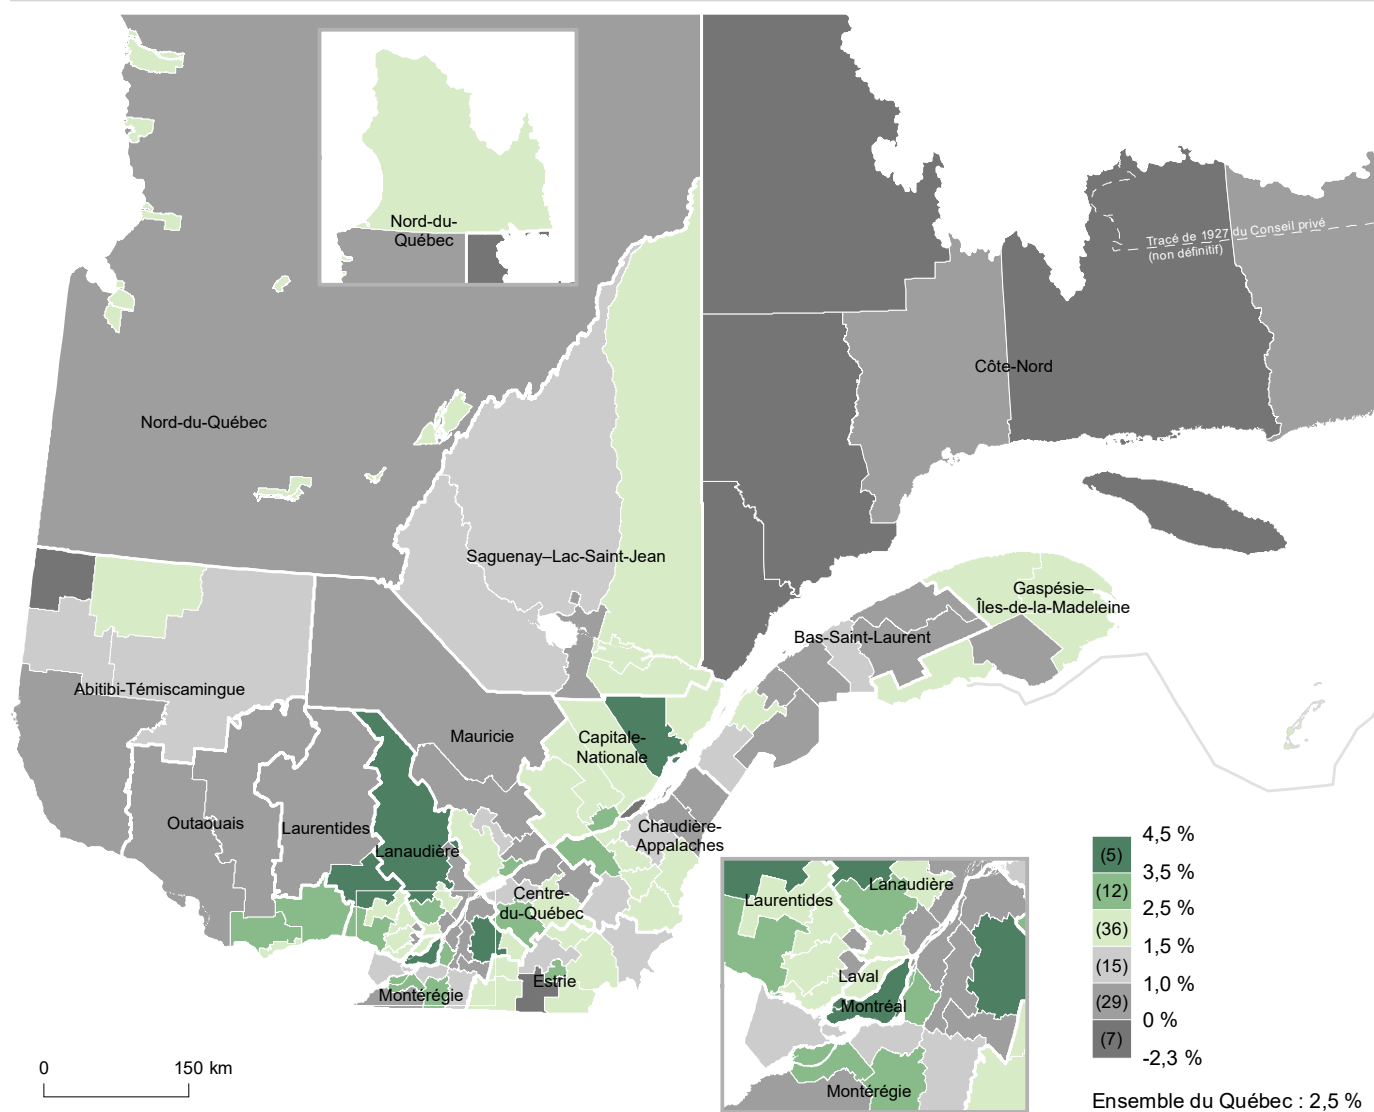 Nord-du-
Québec
Tracé de 1927 du Conseil privé
(non définitif)
Côte-Nord
Nord-du-Québec
Saguenay–Lac-Saint-Jean
Gaspésie–
Îles-de-la-Madeleine
Bas-Saint-Laurent
Abitibi-Témiscamingue
Mauricie
Capitale-
Nationale
Outaouais
Laurentides
Lanaudière
Chaudière-
Appalaches
Centre-
du-Québec
Estrie
Montérégie
Lanaudière
Laurentides
Laval
Montréal
Montérégie
0 150 km
4,5 %
(5)
3,5 %
(12)
2,5 %
(36)
1,5 %
(15)
1,0 %
(29)
0 %
(7)
-2,3 %
Ensemble du Québec : 2,5 %